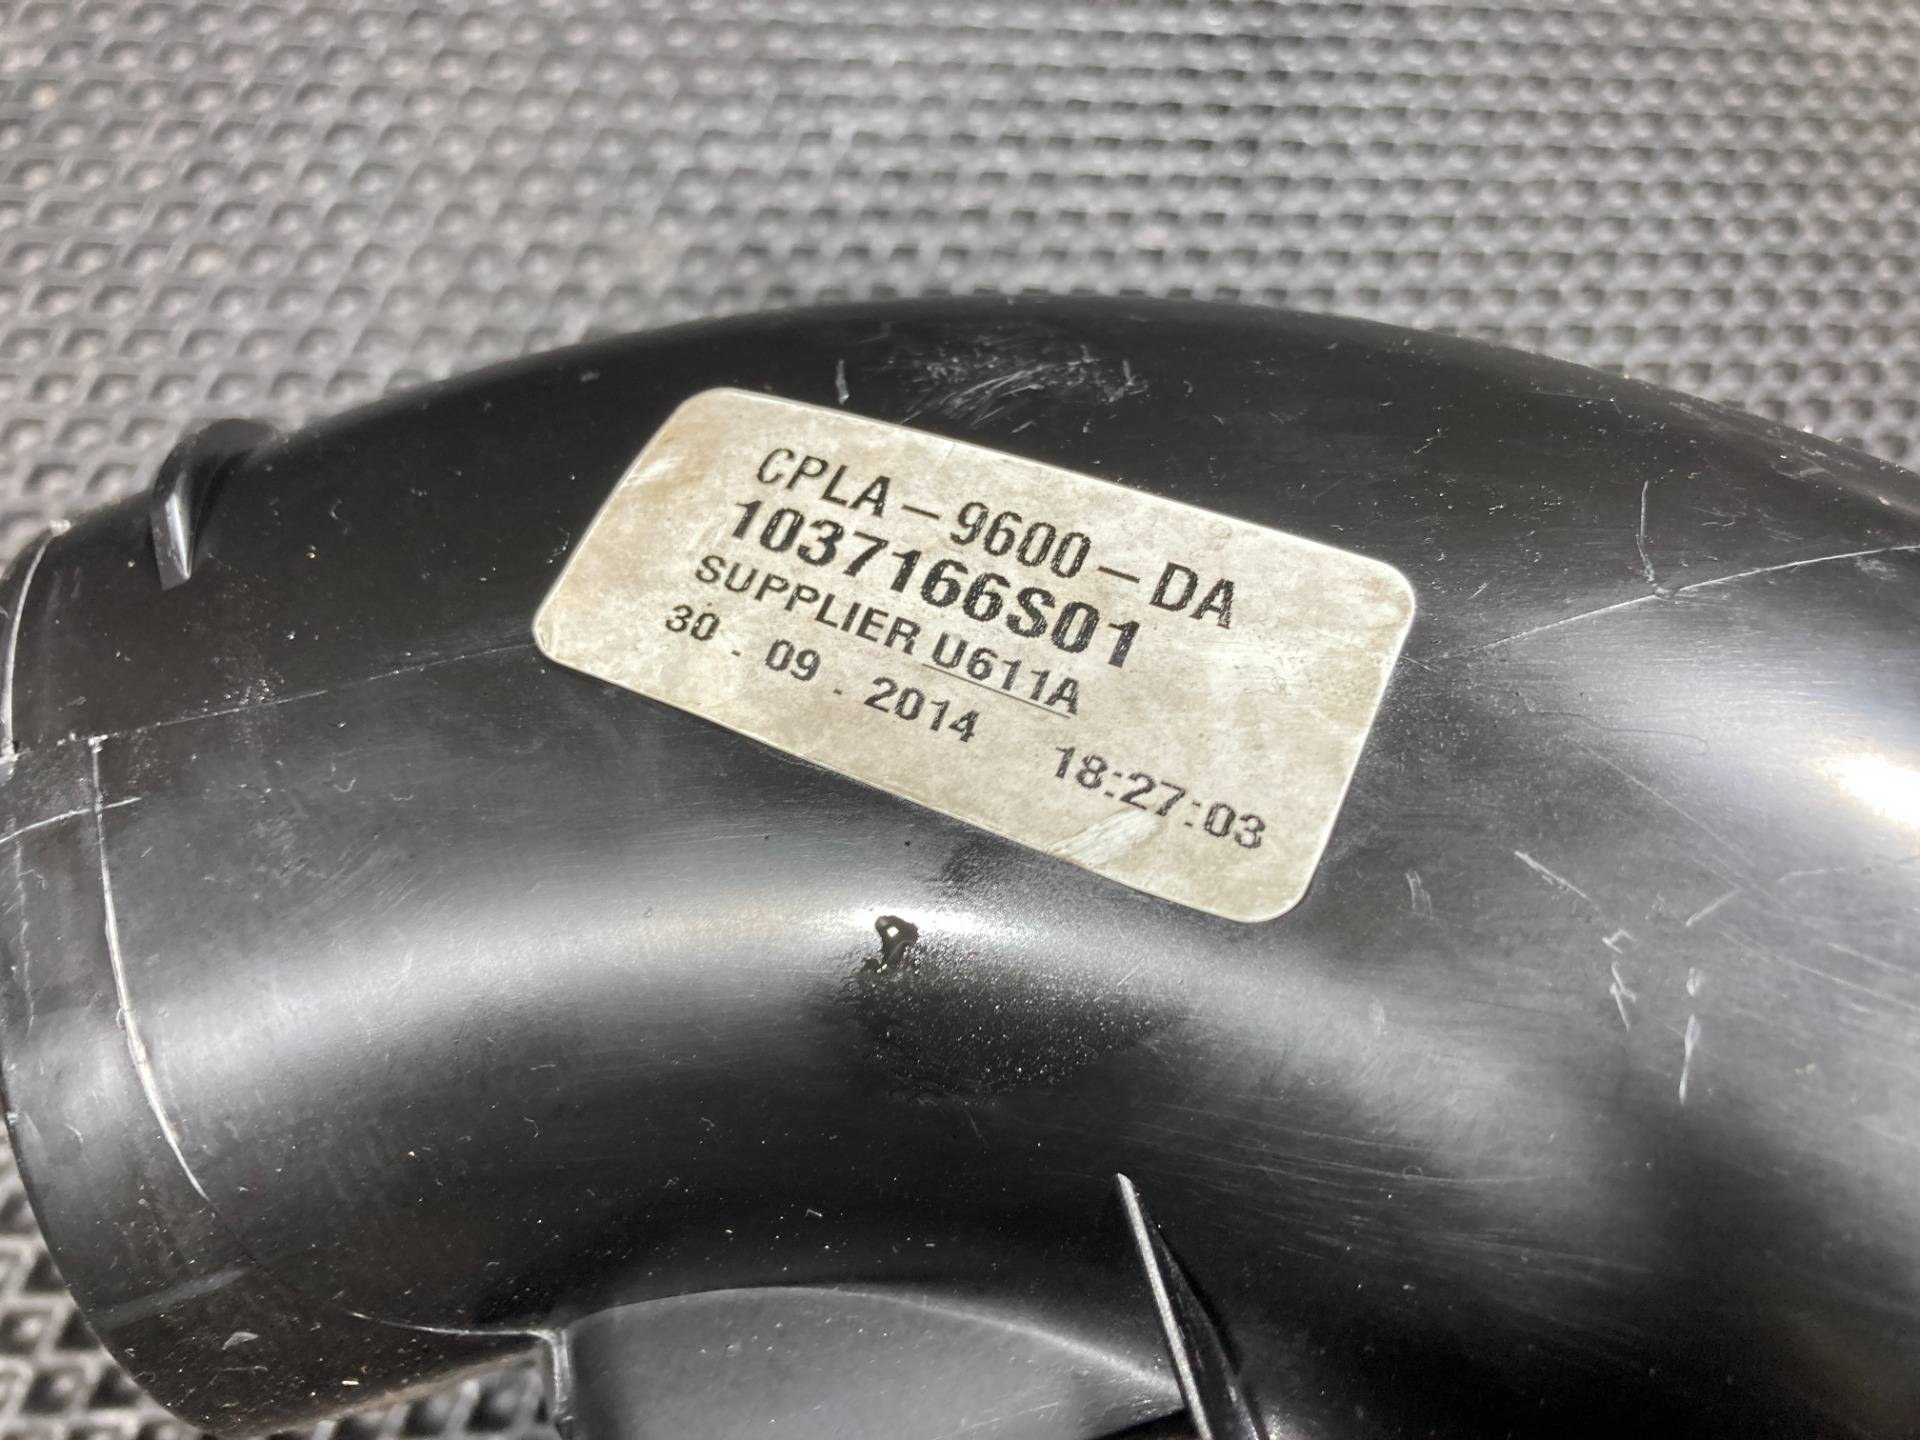 CPLA-9600-DA
1037166S01
SUPPLIER U611A
30.09.2014 18:27:03